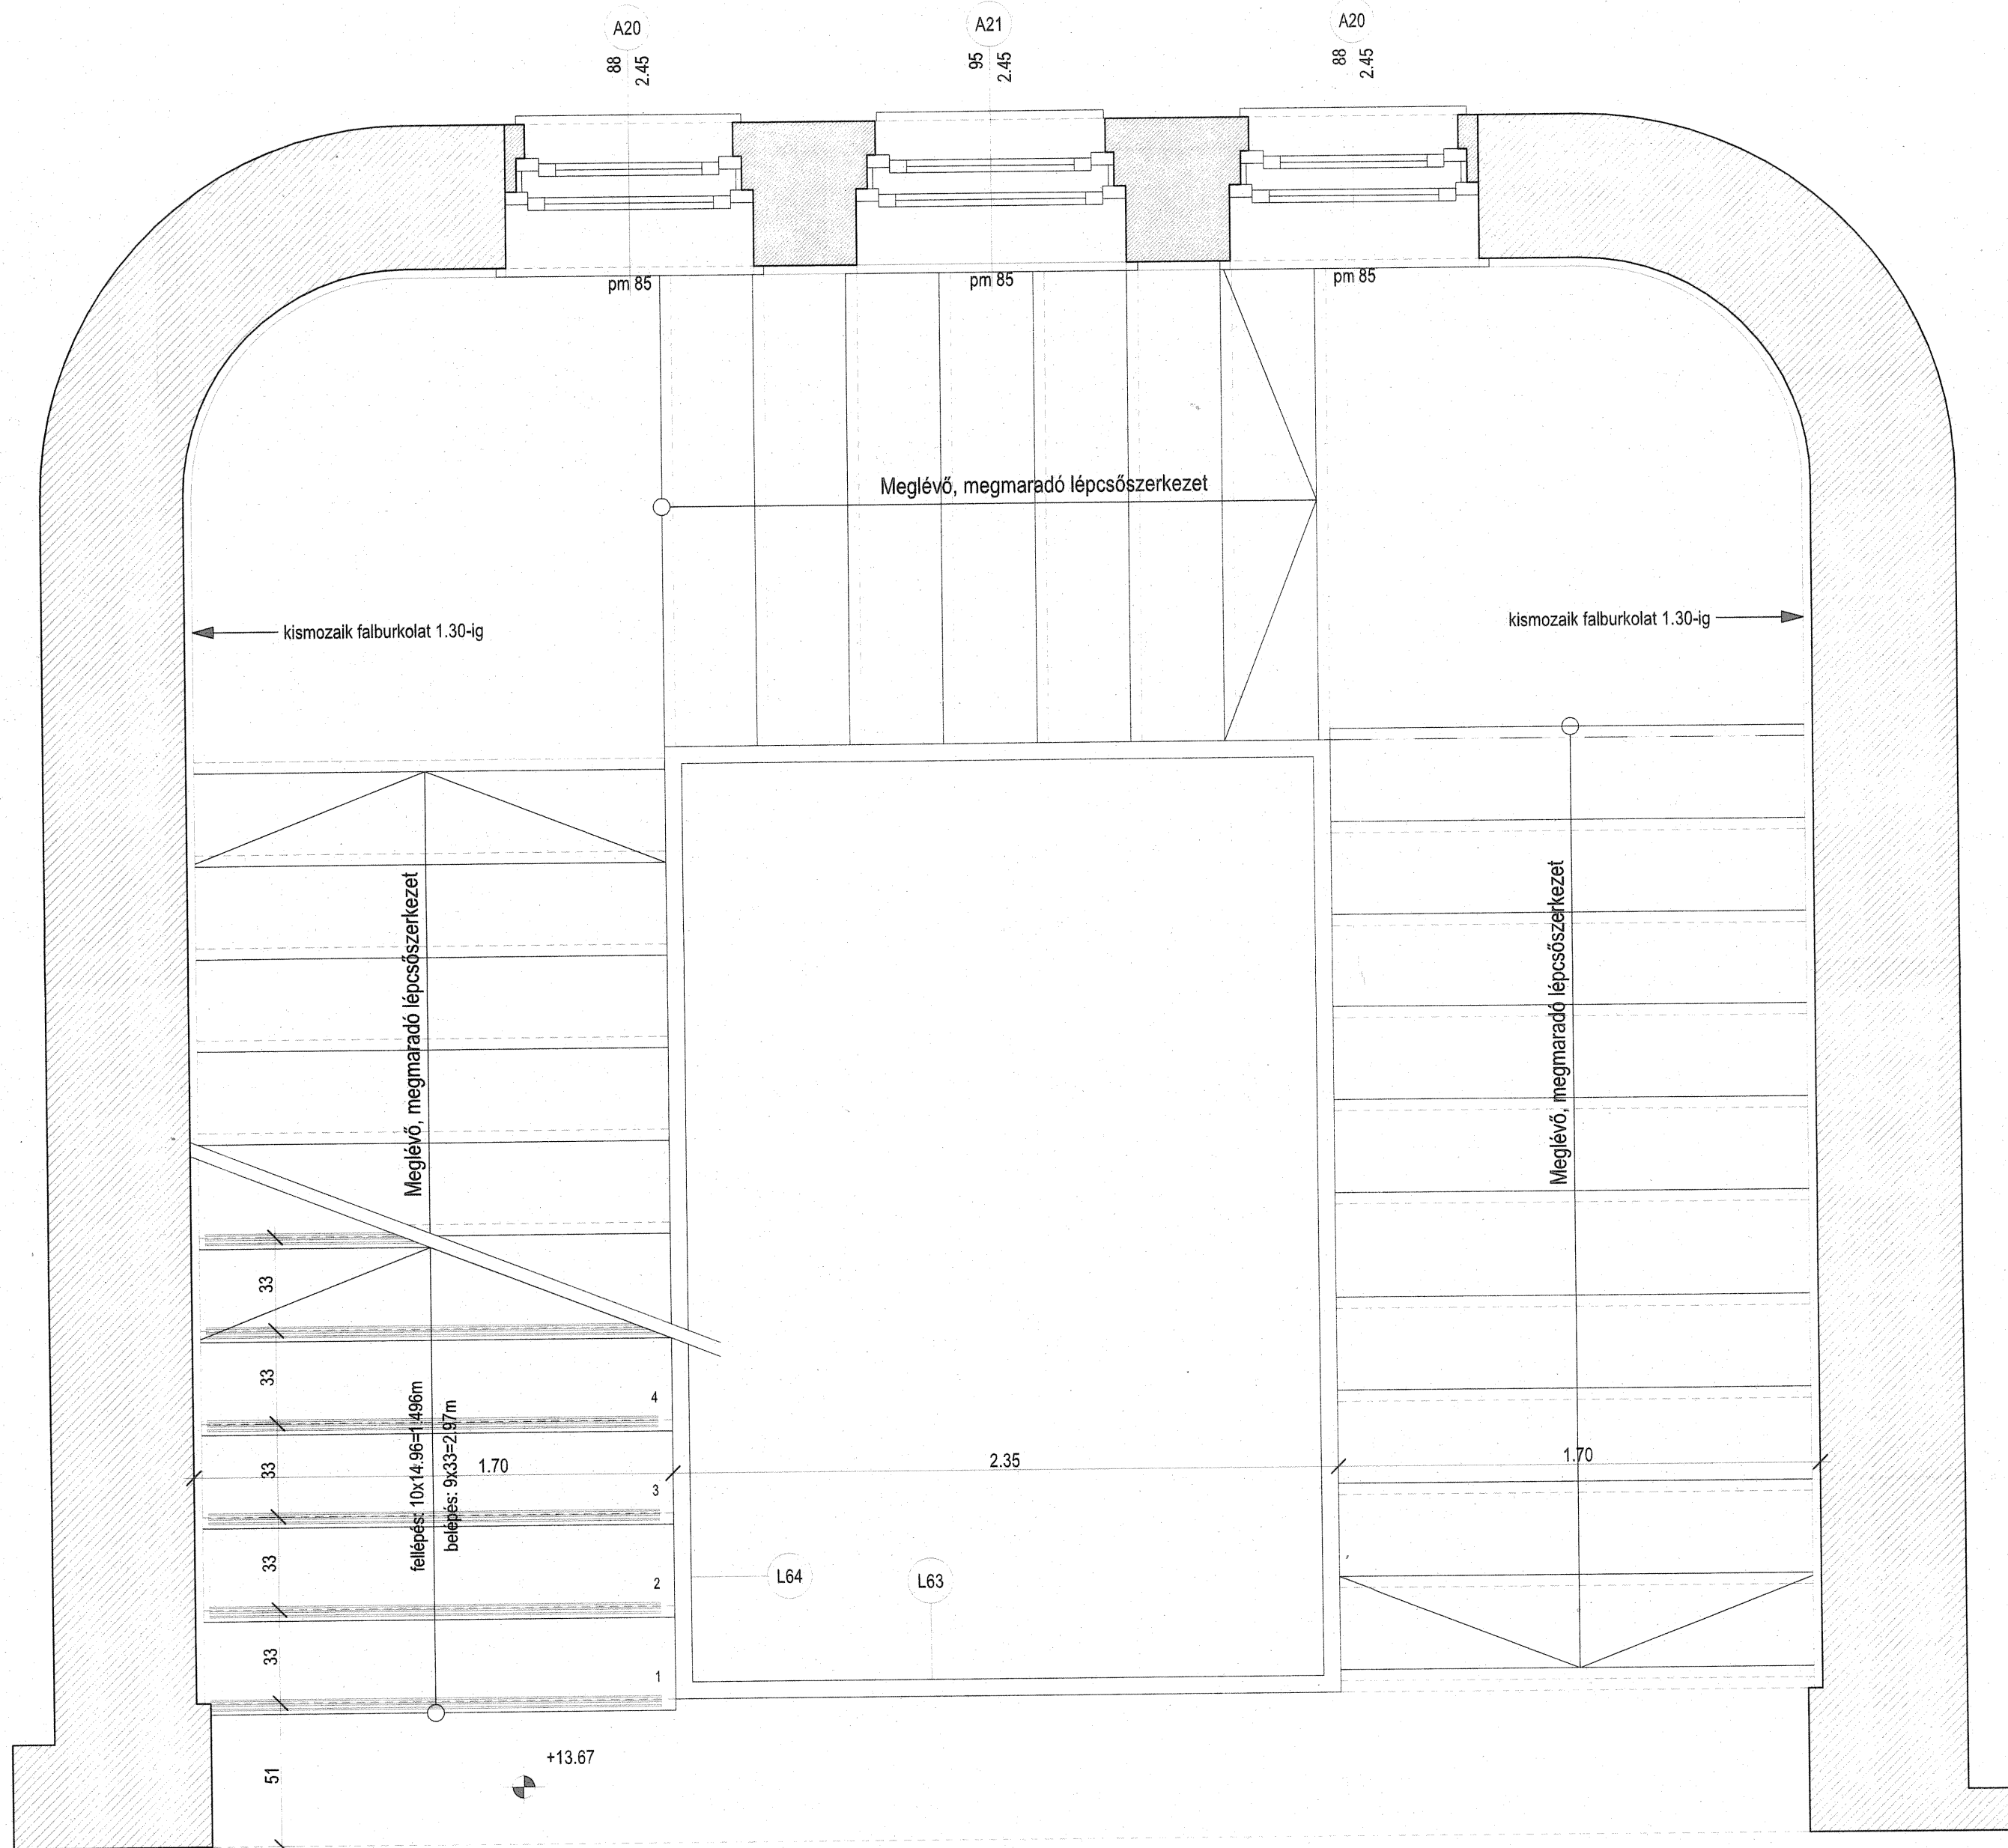 A20
88
2.45
A21
95
2.45
A20
88
2.45
pm 85
pm 85
pm 85
Meglévő, megmaradó lépcsőszerkezet
kismozaik falburkolat 1.30-ig
kismozaik falburkolat 1.30-ig
Meglévő, megmaradó lépcsőszerkezet
Meglévő, megmaradó lépcsőszerkezet
33
33
33
33
33
51
fellépés: 10x14.96=1.496m
belépés: 9x33=2.97m
4
3
2
1
1.70
2.35
1.70
L64
L63
+13.67